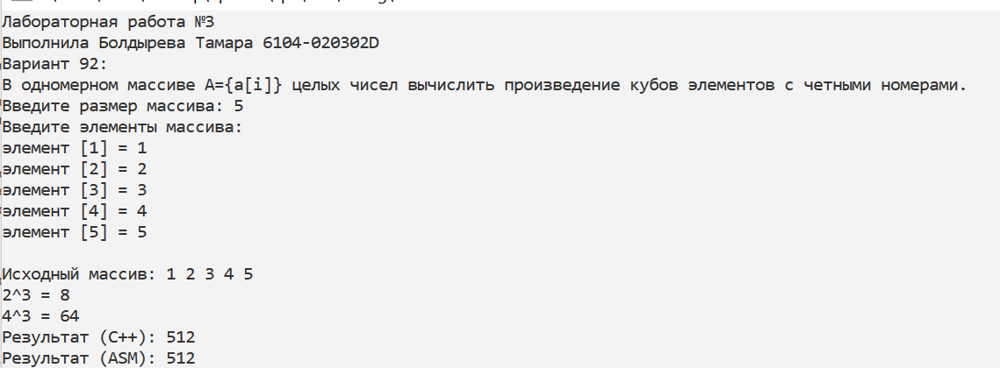 Лабораторная работа №3
Выполнила Болдырева Тамара 6104-020302D
Вариант 92:
В одномерном массиве A={a[i]} целых чисел вычислить произведение кубов элементов с четными номерами.
Введите размер массива: 5
Введите элементы массива:
элемент [1] = 1
элемент [2] = 2
элемент [3] = 3
элемент [4] = 4
элемент [5] = 5
Исходный массив: 1 2 3 4 5
2^3 = 8
4^3 = 64
Результат (C++): 512
Результат (ASM): 512